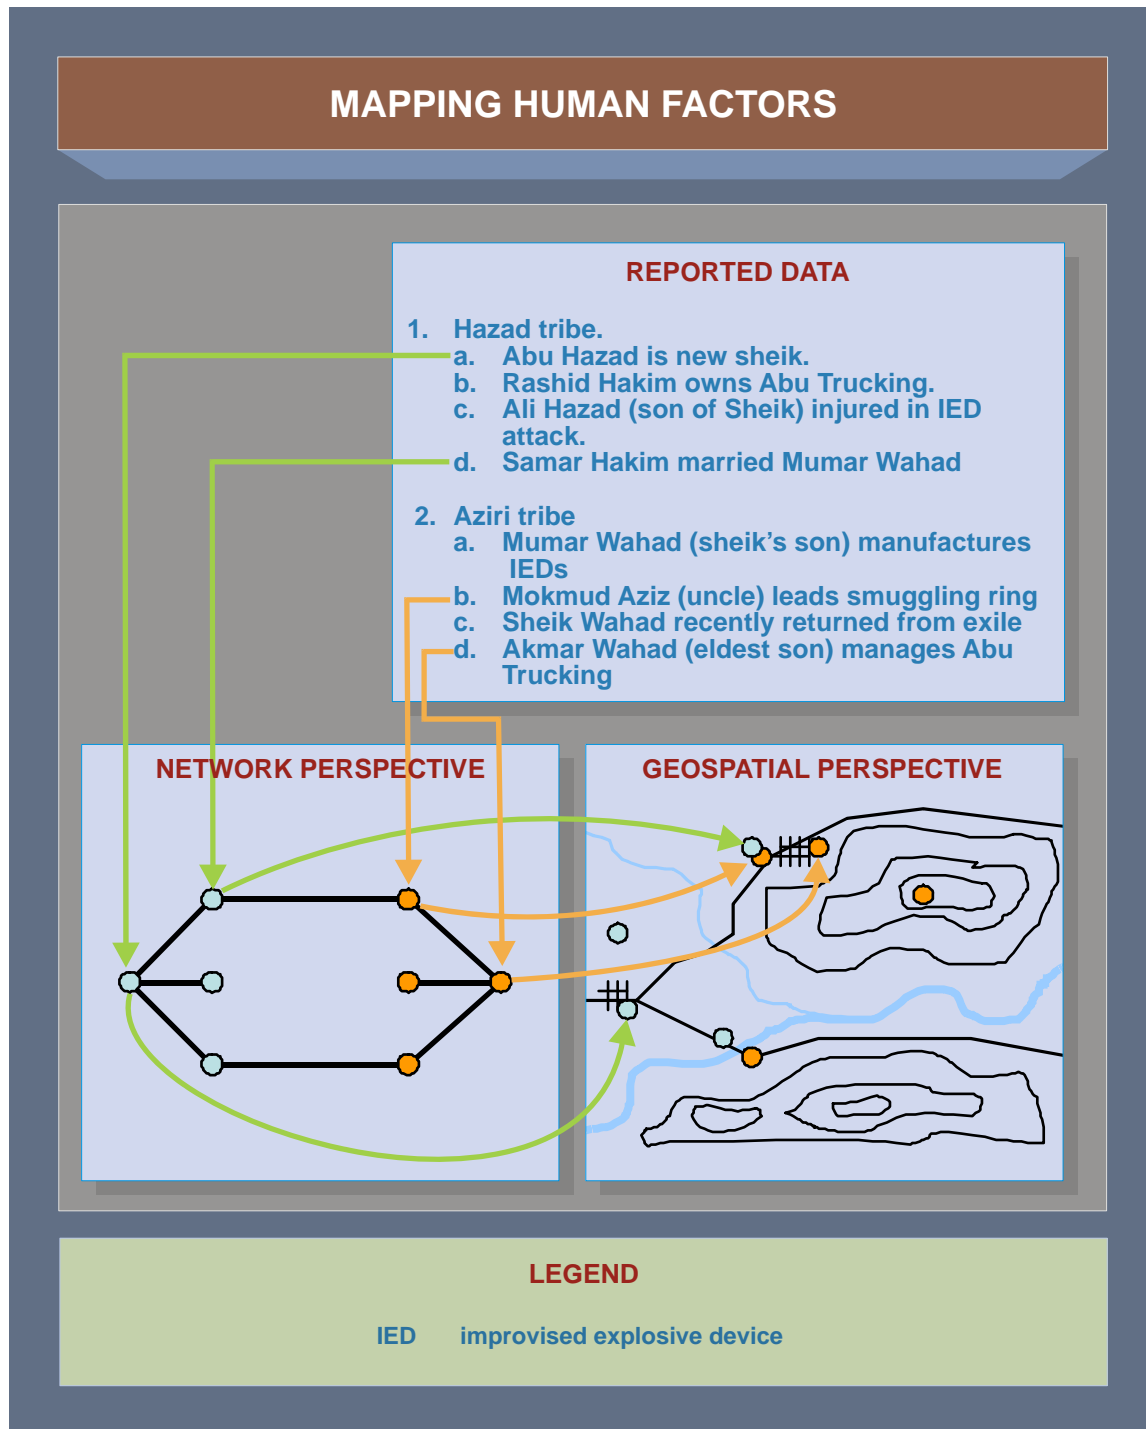 MAPPING HUMAN FACTORS
REPORTED DATA
1. Hazad tribe.
a. Abu Hazad is new sheik.
b. Rashid Hakim owns Abu Trucking.
c. Ali Hazad (son of Sheik) injured in IED
attack.
d. Samar Hakim married Mumar Wahad
2. Aziri tribe
a. Mumar Wahad (sheik’s son) manufactures
IEDs
b. Mokmud Aziz (uncle) leads smuggling ring
c. Sheik Wahad recently returned from exile
d. Akmar Wahad (eldest son) manages Abu
Trucking
NETWORK PERSPECTIVE
GEOSPATIAL PERSPECTIVE
LEGEND
IED improvised explosive device